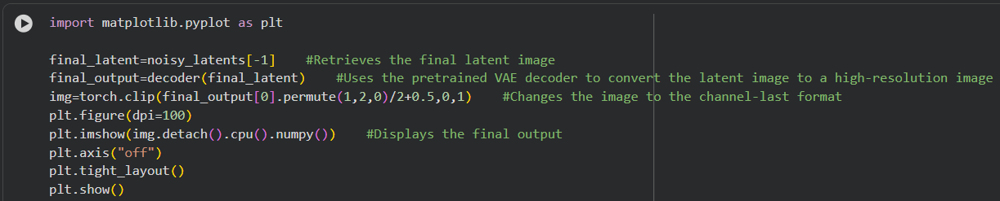 import matplotlib.pyplot as plt
final_latent=noisy_latents[-1]    #Retrieves the final latent image
final_output=decoder(final_latent)    #Uses the pretrained VAE decoder to convert the latent image to a high-resolution image
img=torch.clip(final_output[0].permute(1,2,0)/2+0.5,0,1)    #Changes the image to the channel-last format
plt.figure(dpi=100)
plt.imshow(img.detach().cpu().numpy())    #Displays the final output
plt.axis("off")
plt.tight_layout()
plt.show()